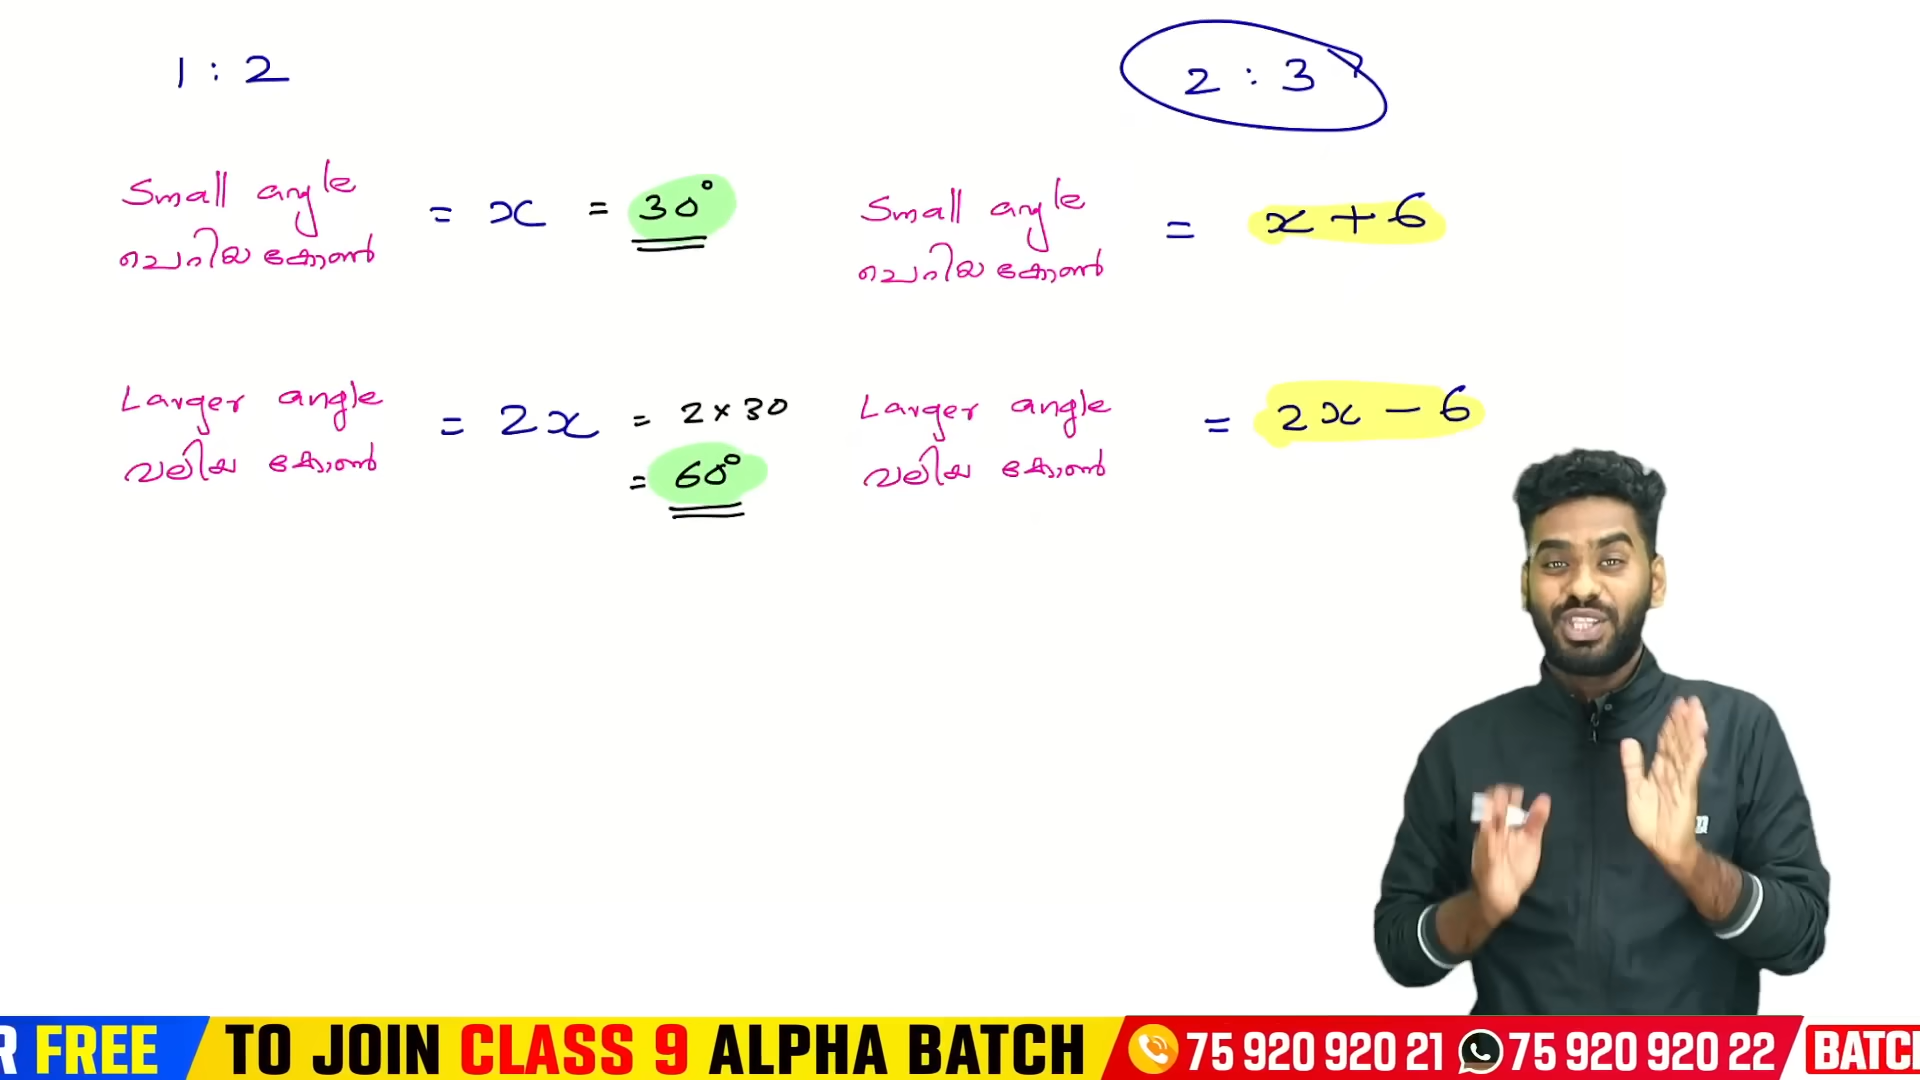 1 : 2
Small angle = x = 30°
ചെറിയ കോൺ
Larger angle = 2x = 2 × 30
വലിയ കോൺ = 60°
2 : 3
Small angle = x + 6
ചെറിയ കോൺ
Larger angle = 2x - 6
വലിയ കോൺ
R FREE TO JOIN CLASS 9 ALPHA BATCH 75 920 920 21 75 920 920 22 BATCH